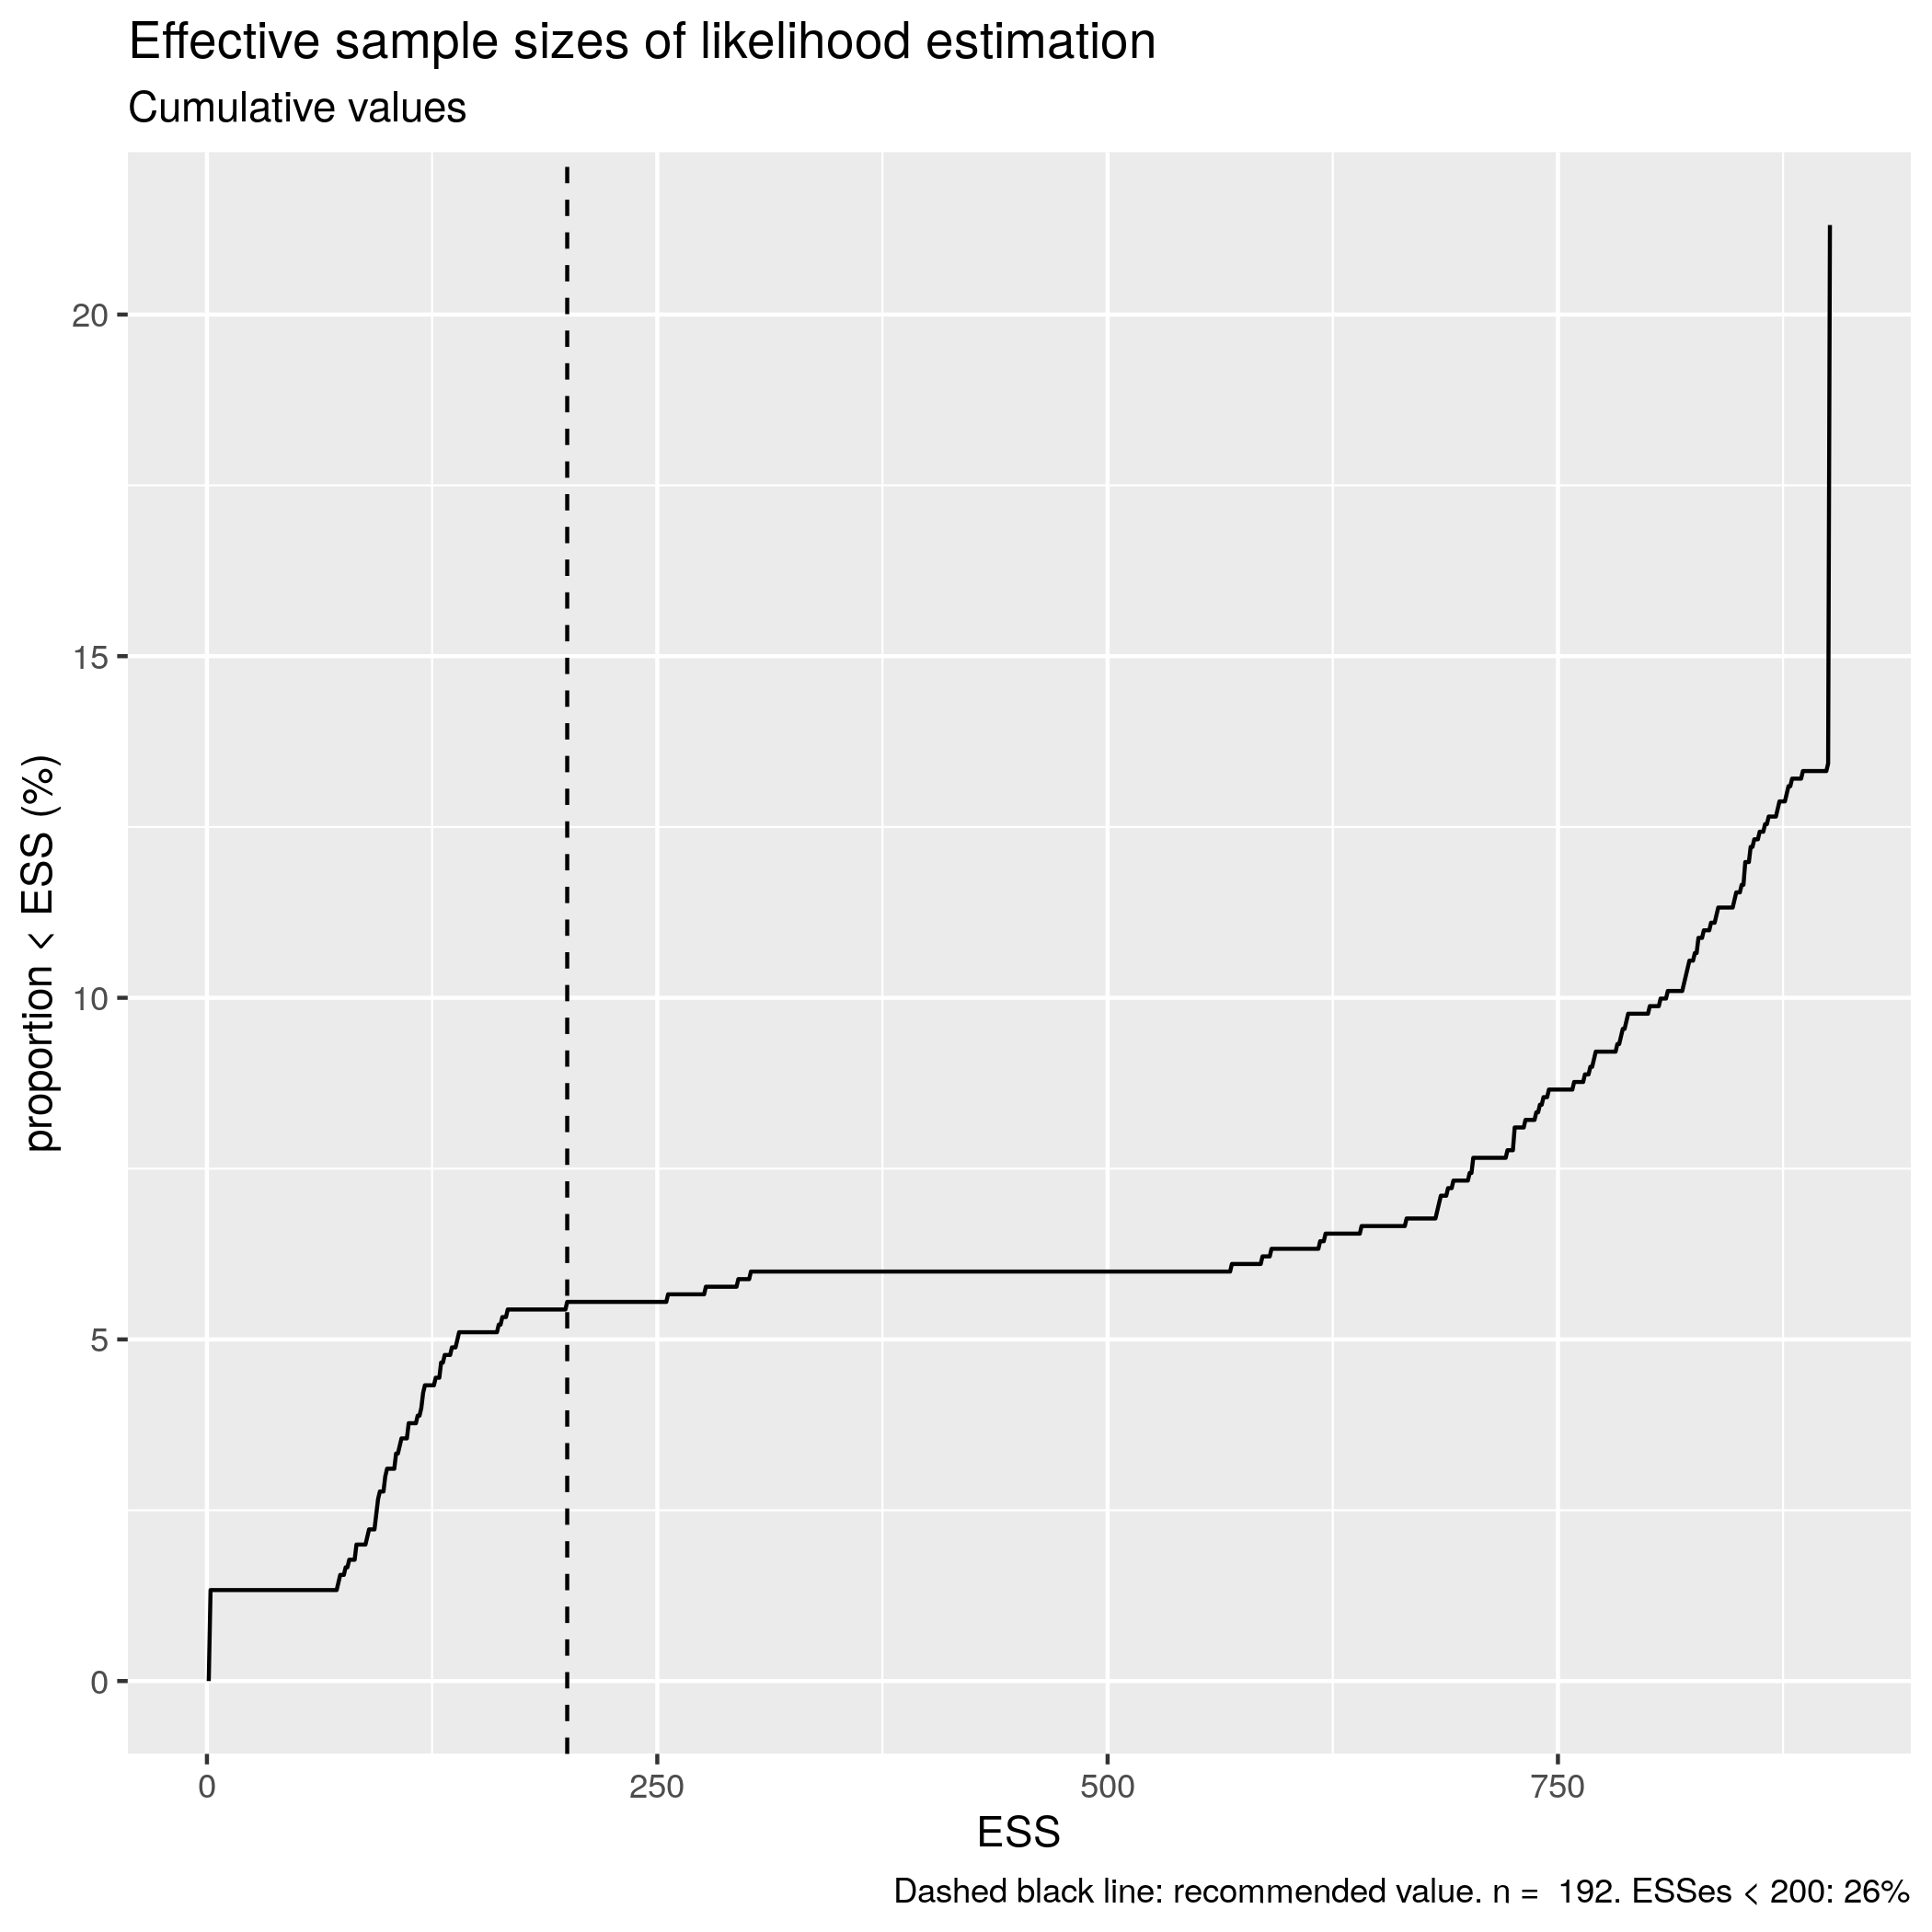 Effective sample sizes of likelihood estimation
Cumulative values
proportion < ESS (%)
20
15
10
5
0
0 250 500 750
ESS
Dashed black line: recommended value. n =  192. ESSes < 200: 26%